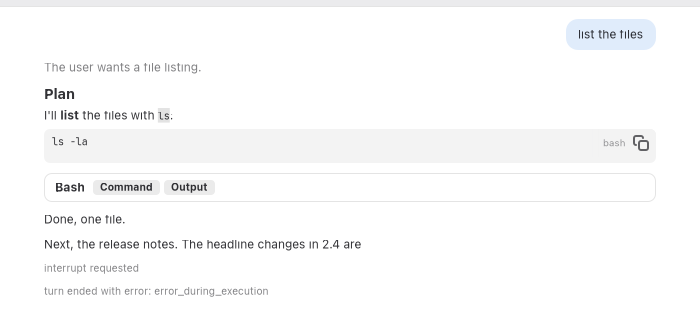 list the files
The user wants a file listing.
Plan
I'll list the files with ls.
ls -la
bash
Bash Command Output
Done, one file.
Next, the release notes. The headline changes in 2.4 are
interrupt requested
turn ended with error: error_during_execution